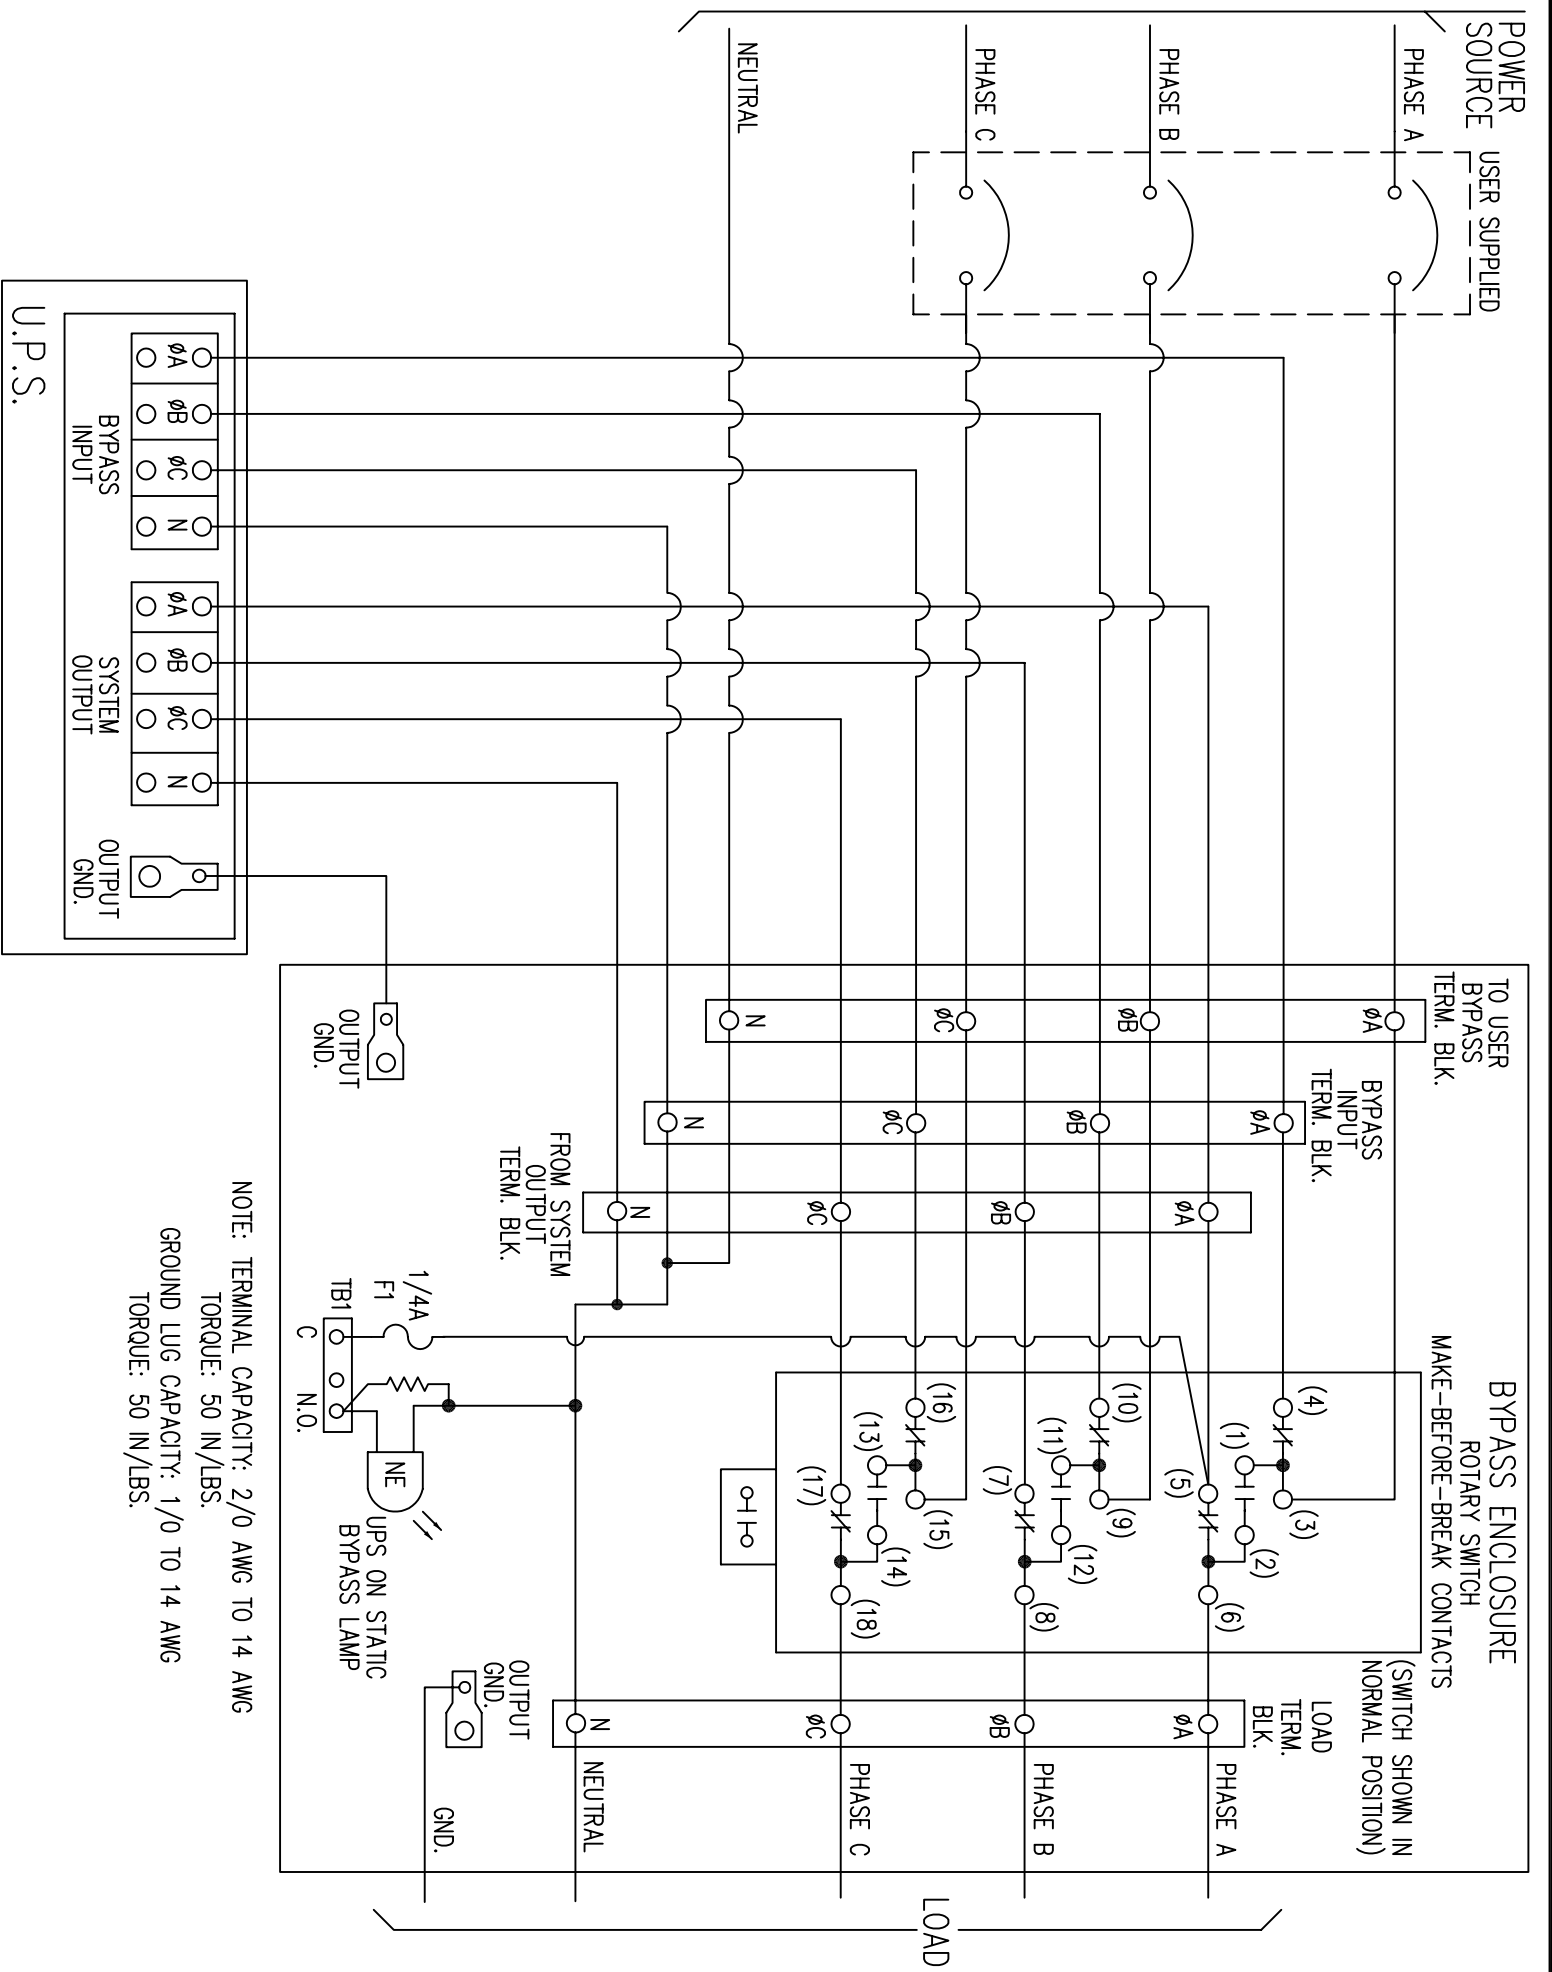 POWER
SOURCE
PHASE A
PHASE B
PHASE C
NEUTRAL
USER SUPPLIED
U.P.S.
øA
øB
øC
N
BYPASS
INPUT
øA
øB
øC
N
SYSTEM
OUTPUT
OUTPUT
GND.
BYPASS ENCLOSURE
ROTARY SWITCH
MAKE-BEFORE-BREAK CONTACTS
(SWITCH SHOWN IN
NORMAL POSITION)
TO USER
BYPASS
TERM. BLK.
øA
øB
øC
N
BYPASS
INPUT
TERM. BLK.
øA
øB
øC
N
FROM SYSTEM
OUTPUT
TERM. BLK.
øA
øB
øC
N
OUTPUT
GND.
(4)
(3)
(1)
(2)
(5)
(6)
(10)
(9)
(11)
(12)
(7)
(8)
(16)
(15)
(13)
(14)
(17)
(18)
1/4A
F1
TB1
C
N.O.
NE
UPS ON STATIC
BYPASS LAMP
LOAD
TERM.
BLK.
øA
øB
øC
N
OUTPUT
GND.
PHASE A
PHASE B
PHASE C
NEUTRAL
GND.
LOAD
NOTE: TERMINAL CAPACITY: 2/0 AWG TO 14 AWG
TORQUE: 50 IN/LBS.
GROUND LUG CAPACITY: 1/0 TO 14 AWG
TORQUE: 50 IN/LBS.